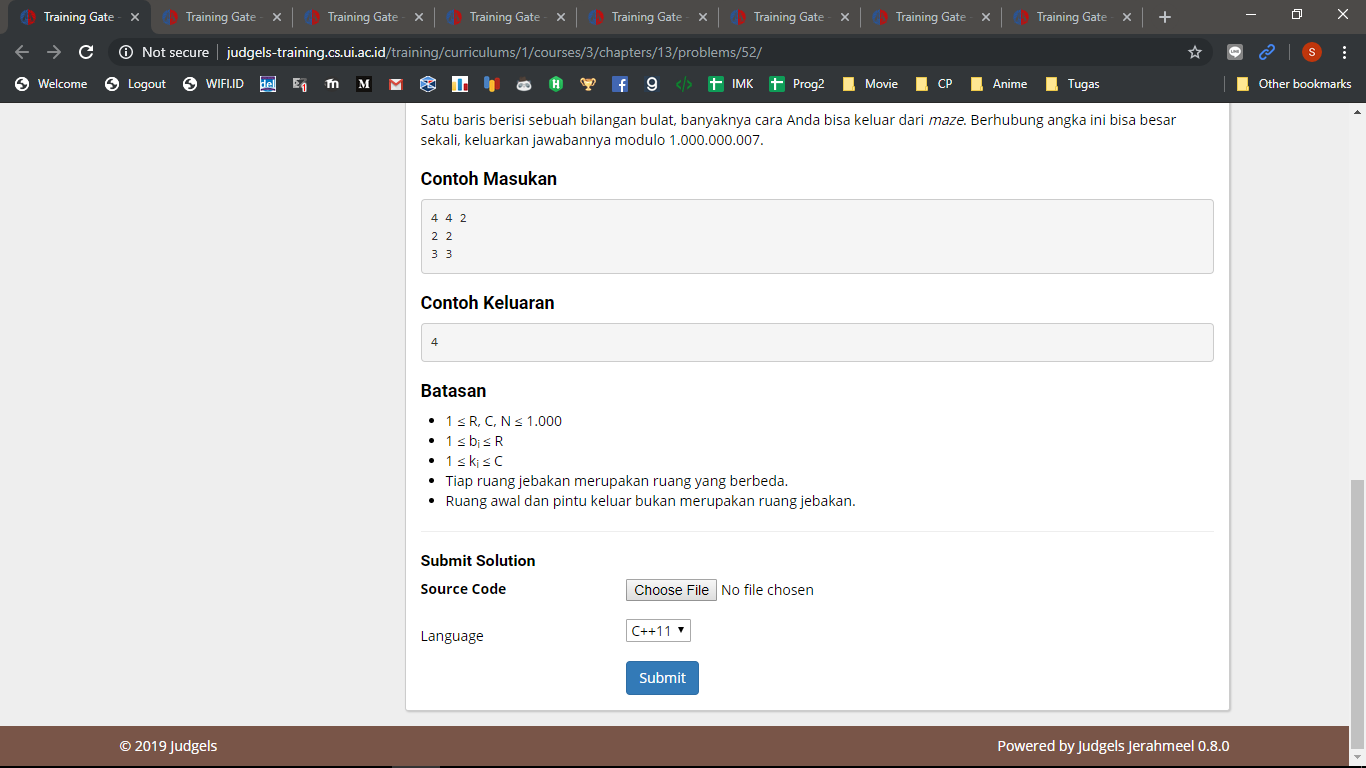 Training Gate Training Gate Training Gate Training Gate Training Gate Training Gate Training Gate Training Gate
Not secure judgels-training.cs.ui.ac.id/training/curriculums/1/courses/3/chapters/13/problems/52/ S
Welcome Logout WIFI.ID del m M H f g </> IMK Prog2 Movie CP Anime Tugas Other bookmarks
Satu baris berisi sebuah bilangan bulat, banyaknya cara Anda bisa keluar dari maze. Berhubung angka ini bisa besar
sekali, keluarkan jawabannya modulo 1.000.000.007.
Contoh Masukan
4 4 2
2 2
3 3
Contoh Keluaran
4
Batasan
• 1 ≤ R, C, N ≤ 1.000
• 1 ≤ bi ≤ R
• 1 ≤ ki ≤ C
• Tiap ruang jebakan merupakan ruang yang berbeda.
• Ruang awal dan pintu keluar bukan merupakan ruang jebakan.
Submit Solution
Source Code Choose File No file chosen
Language C++11
Submit
© 2019 Judgels Powered by Judgels Jerahmeel 0.8.0